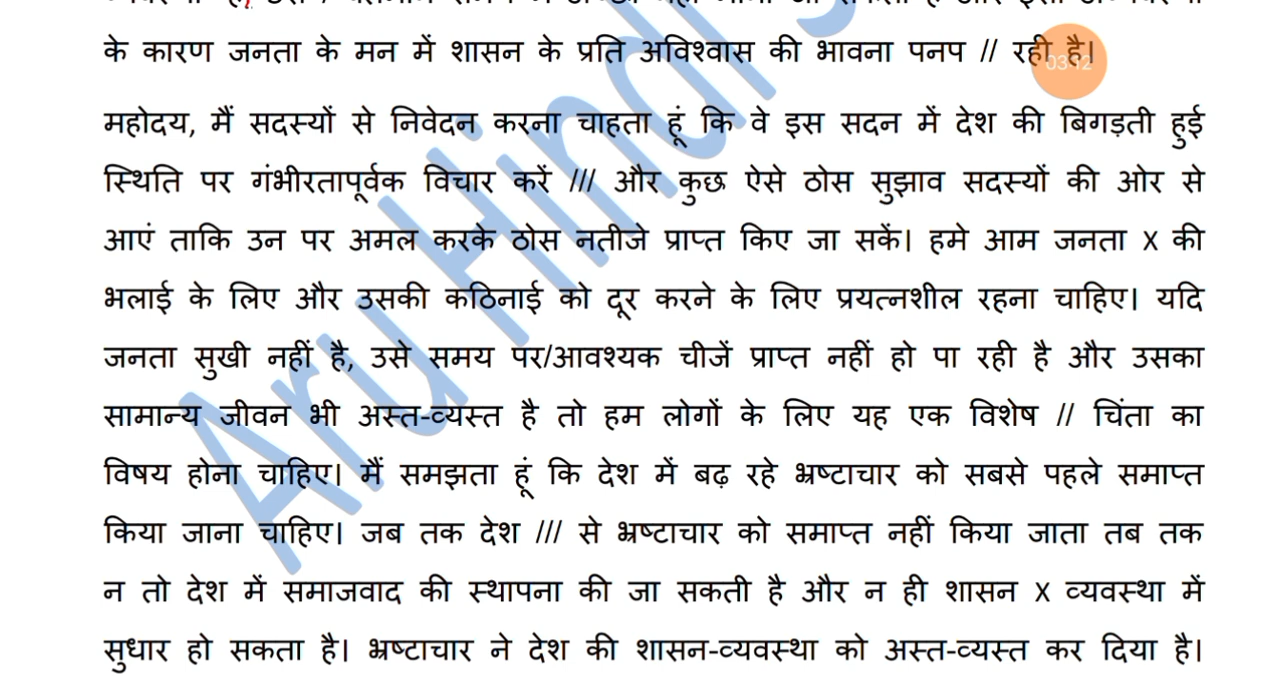 के कारण जनता के मन में शासन के प्रति अविश्वास की भावना पनप // रही है।
03:12
महोदय, मैं सदस्यों से निवेदन करना चाहता हूं कि वे इस सदन में देश की बिगड़ती हुई
स्थिति पर गंभीरतापूर्वक विचार करें /// और कुछ ऐसे ठोस सुझाव सदस्यों की ओर से
आएं ताकि उन पर अमल करके ठोस नतीजे प्राप्त किए जा सकें। हमे आम जनता X की
भलाई के लिए और उसकी कठिनाई को दूर करने के लिए प्रयत्नशील रहना चाहिए। यदि
जनता सुखी नहीं है, उसे समय पर/आवश्यक चीजें प्राप्त नहीं हो पा रही है और उसका
सामान्य जीवन भी अस्त-व्यस्त है तो हम लोगों के लिए यह एक विशेष // चिंता का
विषय होना चाहिए। मैं समझता हूं कि देश में बढ़ रहे भ्रष्टाचार को सबसे पहले समाप्त
किया जाना चाहिए। जब तक देश /// से भ्रष्टाचार को समाप्त नहीं किया जाता तब तक
न तो देश में समाजवाद की स्थापना की जा सकती है और न ही शासन X व्यवस्था में
सुधार हो सकता है। भ्रष्टाचार ने देश की शासन-व्यवस्था को अस्त-व्यस्त कर दिया है।
Aru Hindi